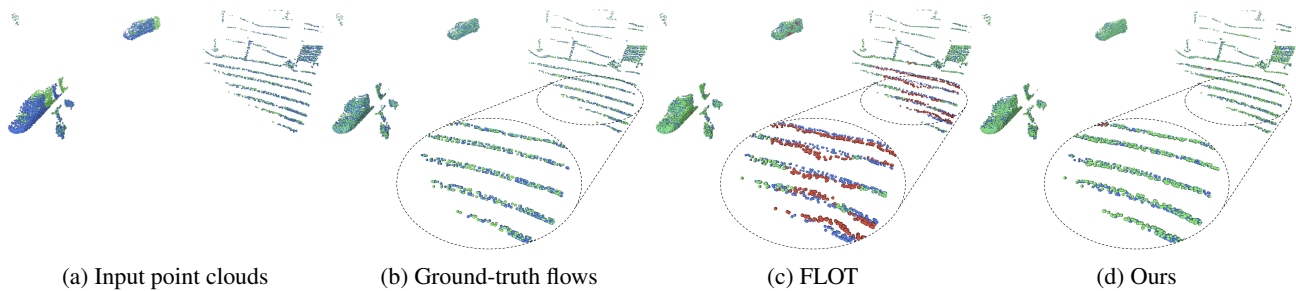 (a) Input point clouds
(b) Ground-truth flows
(c) FLOT
(d) Ours